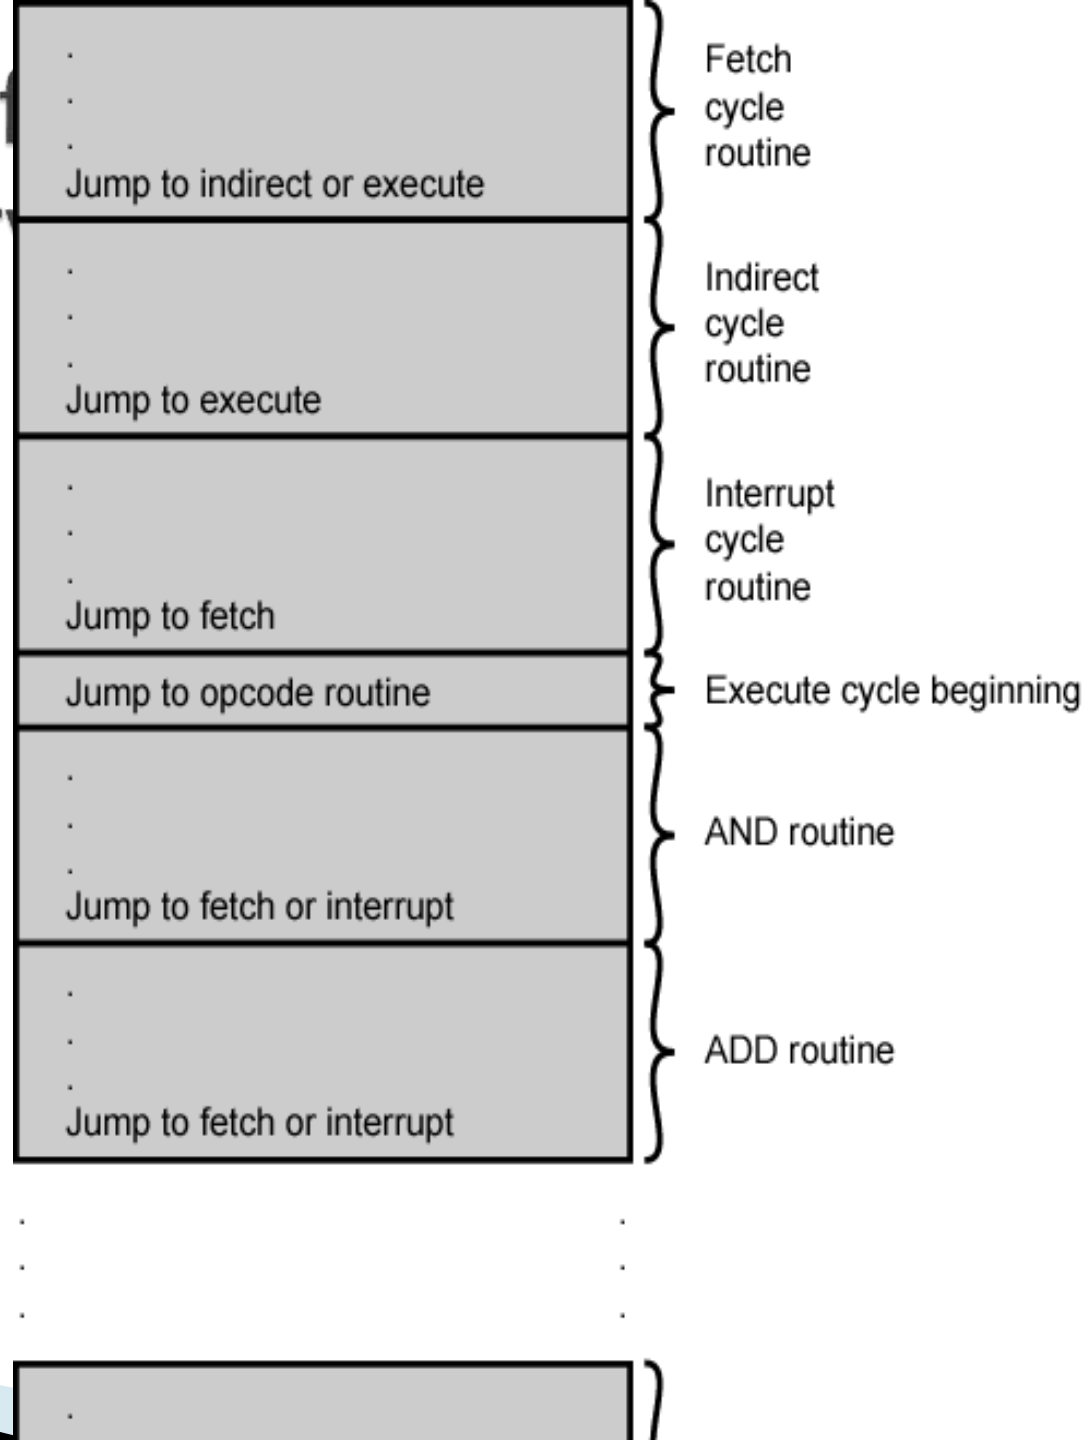 .
.
.
Jump to indirect or execute
Fetch
cycle
routine
.
.
.
Jump to execute
Indirect
cycle
routine
.
.
.
Jump to fetch
Interrupt
cycle
routine
Jump to opcode routine
Execute cycle beginning
.
.
.
Jump to fetch or interrupt
AND routine
.
.
.
Jump to fetch or interrupt
ADD routine
. .
. .
. .
.